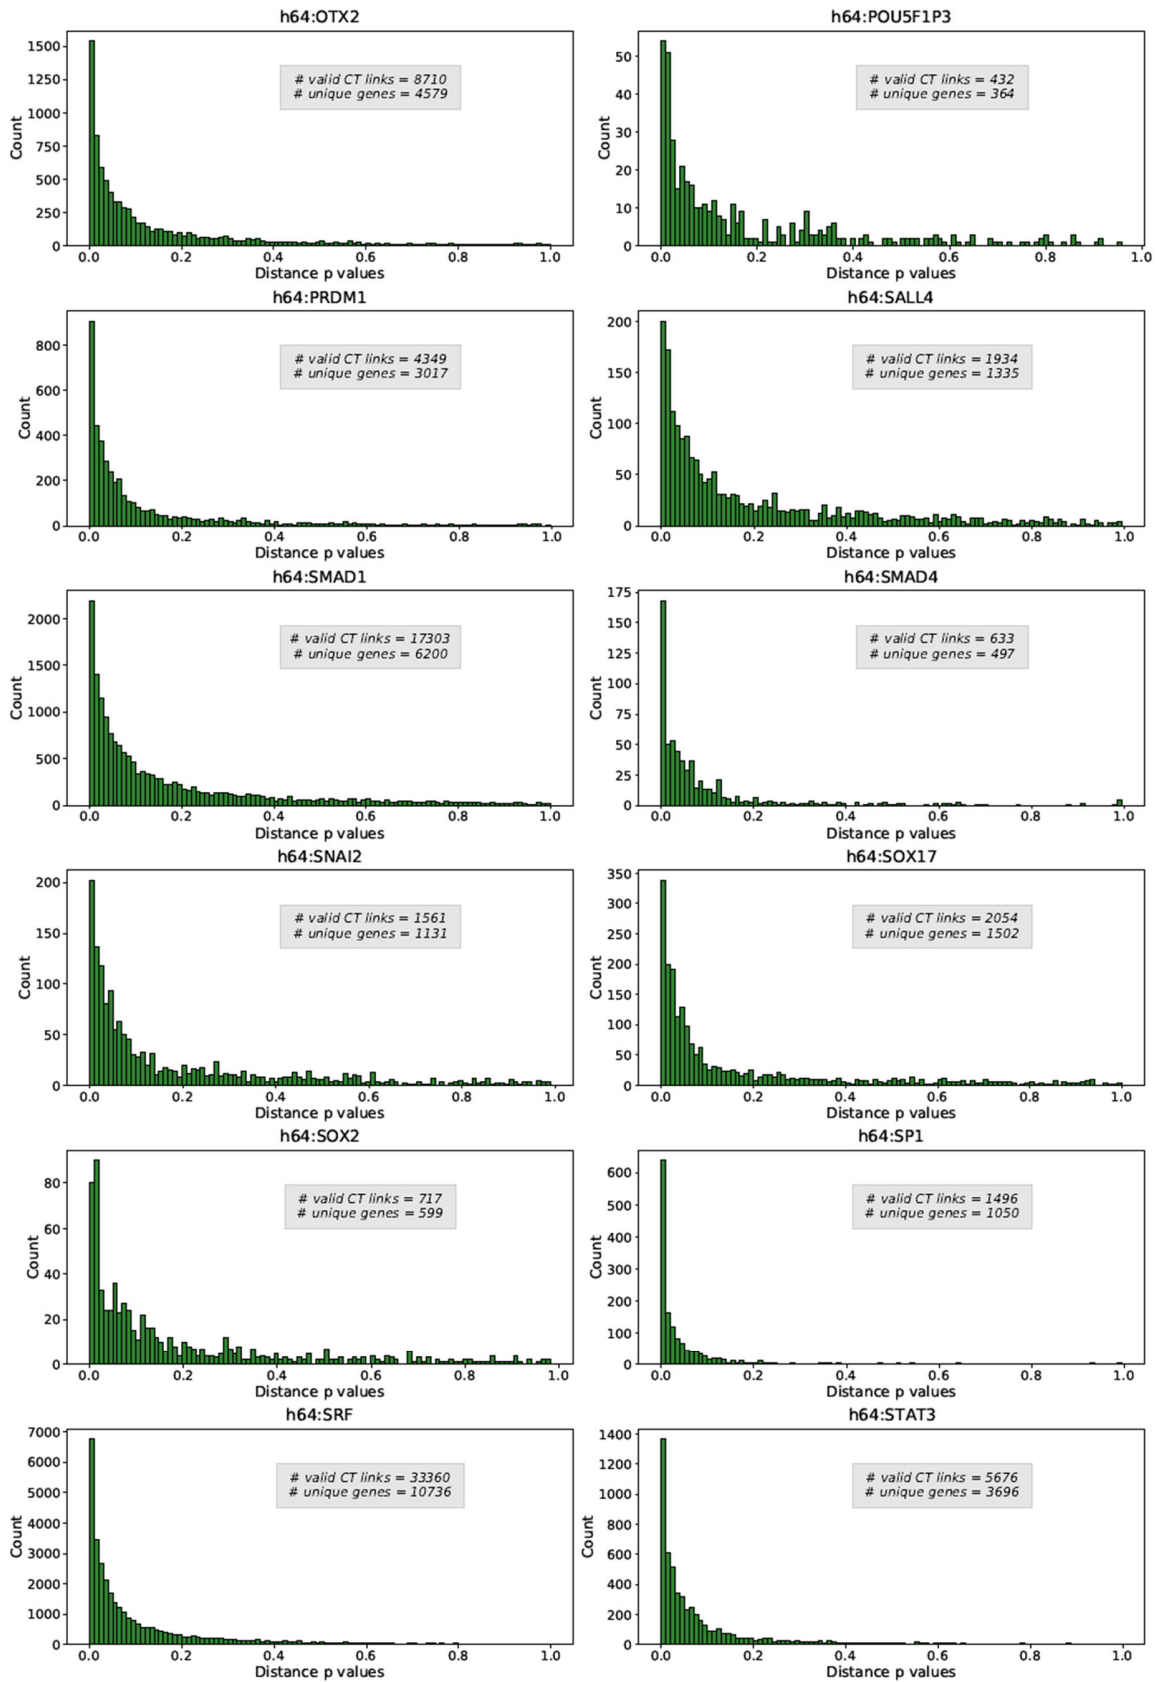 h64:OTX2
1500
1250
1000
750
500
250
0
Count
# valid CT links = 8710
# unique genes = 4579
0.0 0.2 0.4 0.6 0.8 1.0
Distance p values
h64:POU5F1P3
50
40
30
20
10
0
Count
# valid CT links = 432
# unique genes = 364
0.0 0.2 0.4 0.6 0.8 1.0
Distance p values
h64:PRDM1
800
600
400
200
0
Count
# valid CT links = 4349
# unique genes = 3017
0.0 0.2 0.4 0.6 0.8 1.0
Distance p values
h64:SALL4
200
150
100
50
0
Count
# valid CT links = 1934
# unique genes = 1335
0.0 0.2 0.4 0.6 0.8 1.0
Distance p values
h64:SMAD1
2000
1500
1000
500
0
Count
# valid CT links = 17303
# unique genes = 6200
0.0 0.2 0.4 0.6 0.8 1.0
Distance p values
h64:SMAD4
175
150
125
100
75
50
25
0
Count
# valid CT links = 633
# unique genes = 497
0.0 0.2 0.4 0.6 0.8 1.0
Distance p values
h64:SNAI2
200
150
100
50
0
Count
# valid CT links = 1561
# unique genes = 1131
0.0 0.2 0.4 0.6 0.8 1.0
Distance p values
h64:SOX17
350
300
250
200
150
100
50
0
Count
# valid CT links = 2054
# unique genes = 1502
0.0 0.2 0.4 0.6 0.8 1.0
Distance p values
h64:SOX2
80
60
40
20
0
Count
# valid CT links = 717
# unique genes = 599
0.0 0.2 0.4 0.6 0.8 1.0
Distance p values
h64:SP1
600
500
400
300
200
100
0
Count
# valid CT links = 1496
# unique genes = 1050
0.0 0.2 0.4 0.6 0.8 1.0
Distance p values
h64:SRF
7000
6000
5000
4000
3000
2000
1000
0
Count
# valid CT links = 33360
# unique genes = 10736
0.0 0.2 0.4 0.6 0.8 1.0
Distance p values
h64:STAT3
1400
1200
1000
800
600
400
200
0
Count
# valid CT links = 5676
# unique genes = 3696
0.0 0.2 0.4 0.6 0.8 1.0
Distance p values